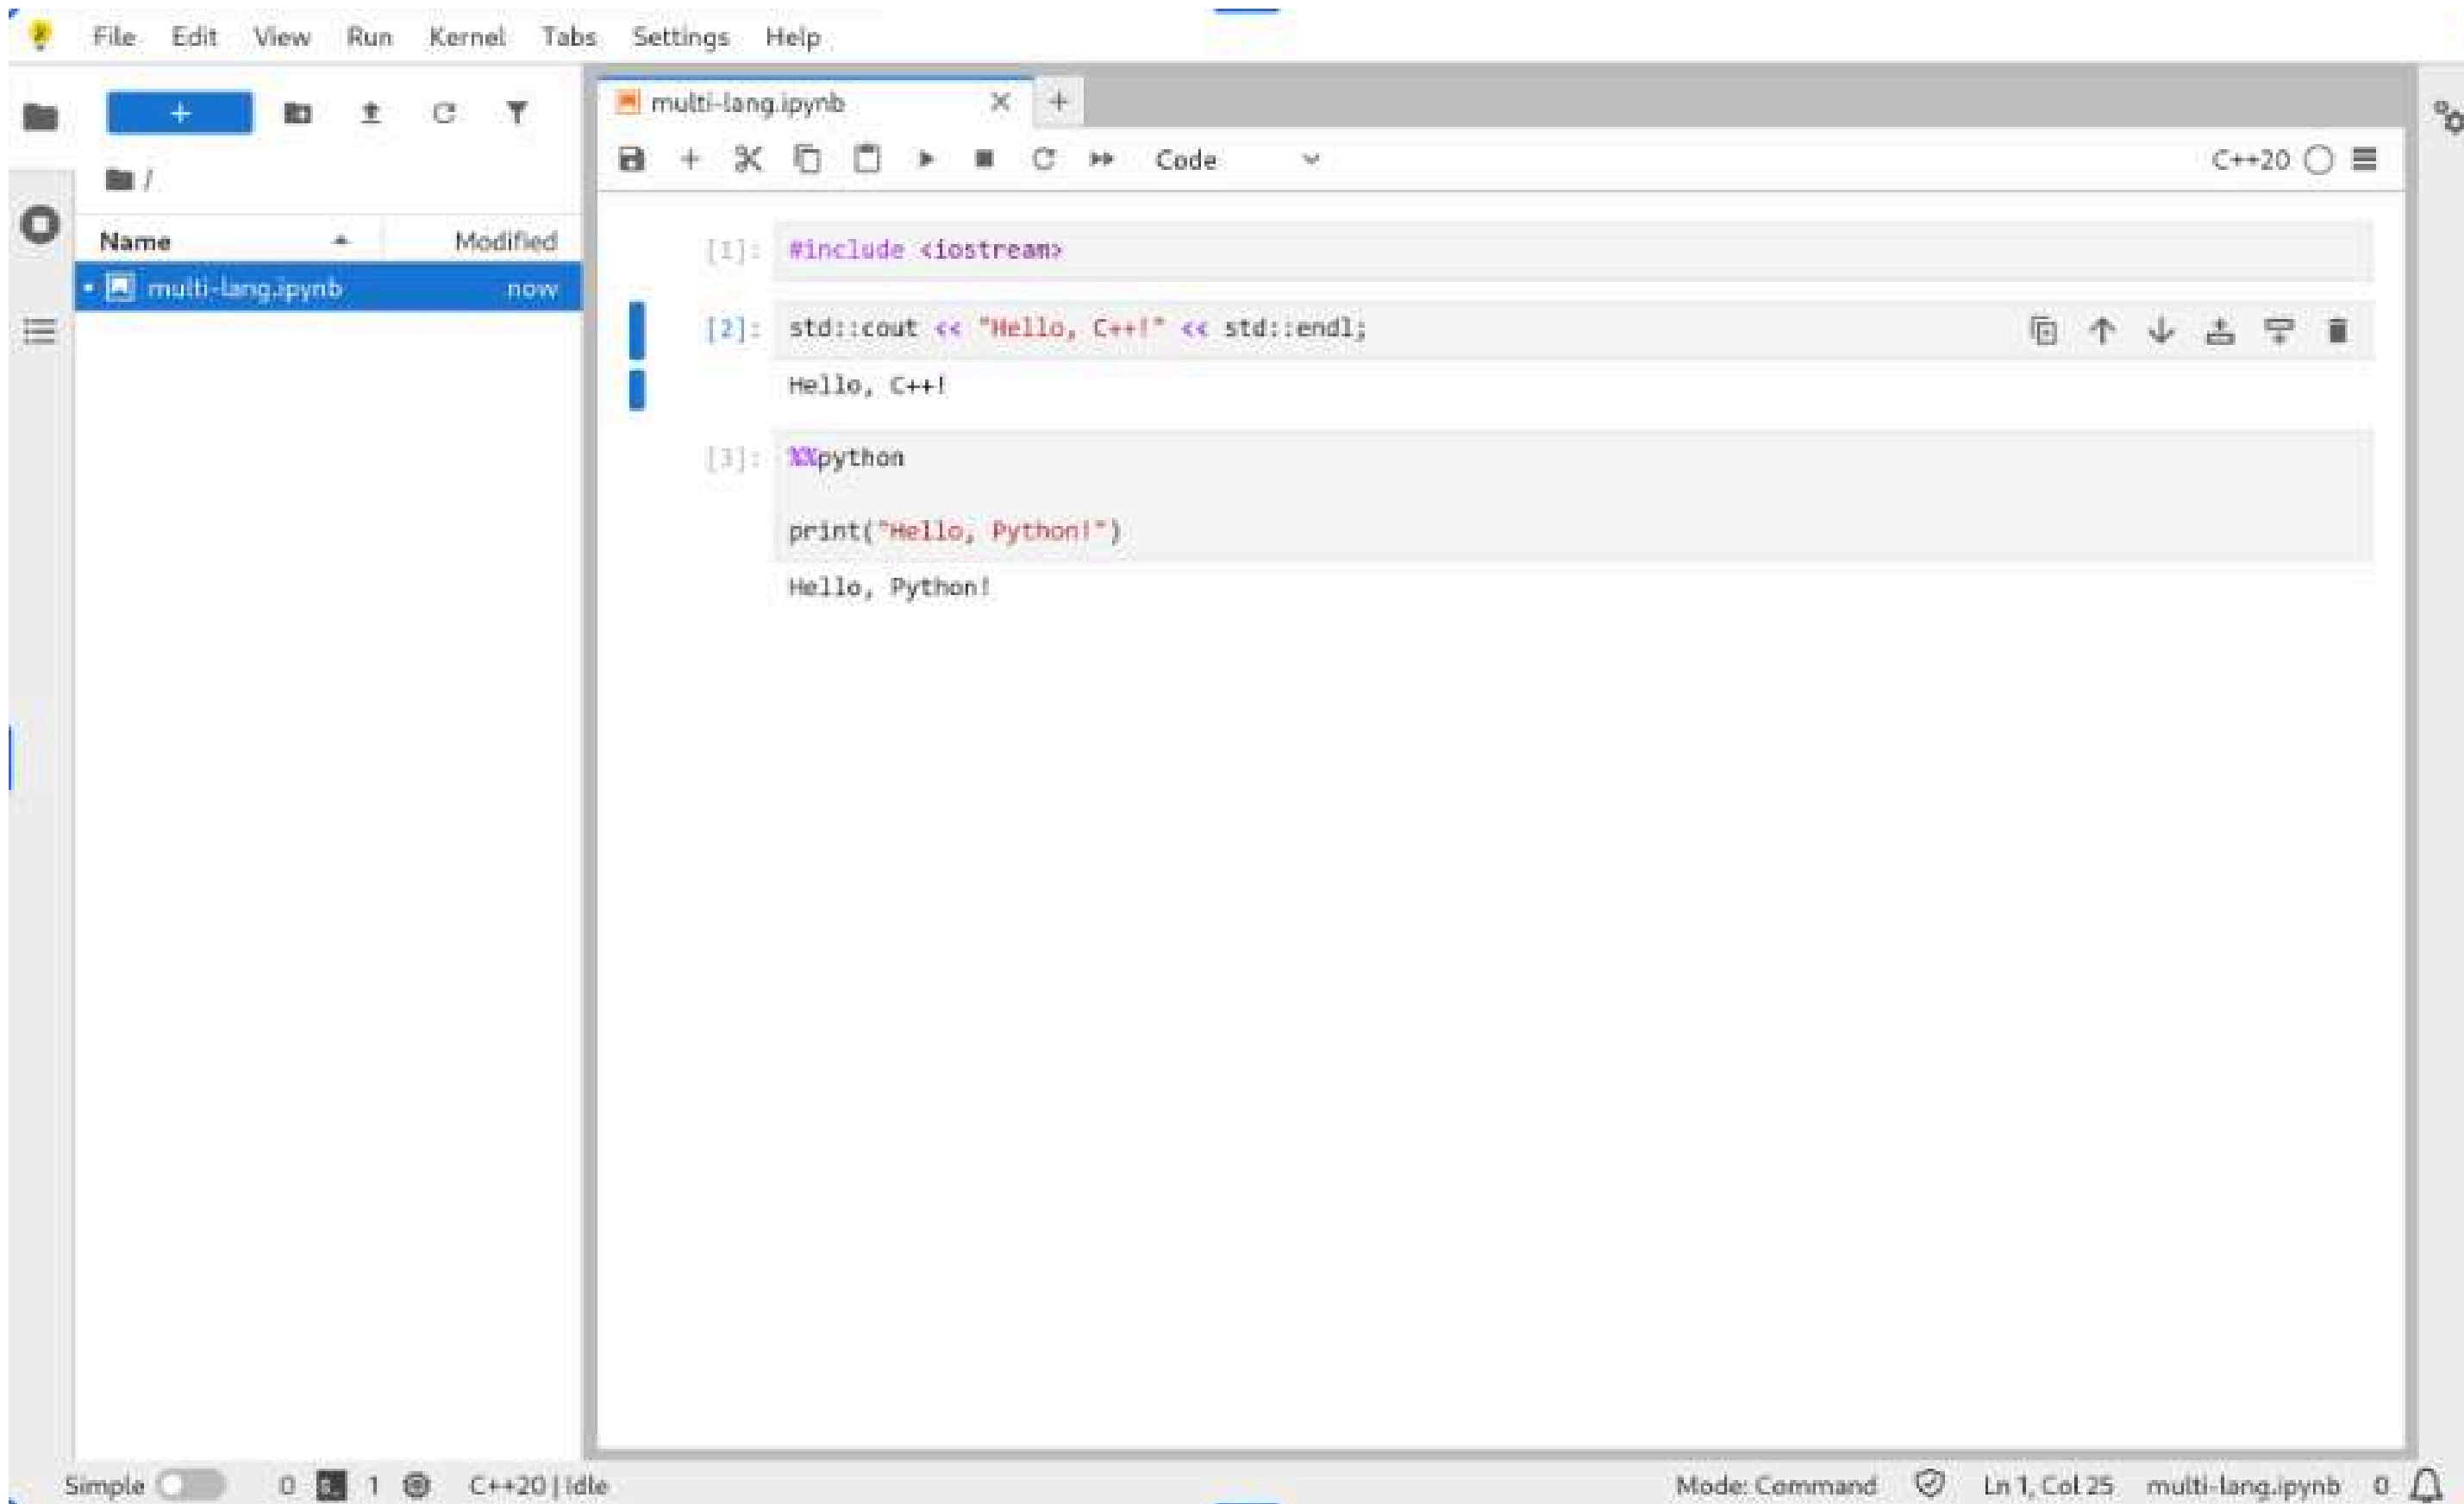 File Edit View Run Kernel Tabs Settings Help
+
/
Name Modified
multi-lang.ipynb now
multi-lang.ipynb × +
Code C++20
[1]: #include <iostream>
[2]: std::cout << "Hello, C++!" << std::endl;
Hello, C++!
[3]: %%python
print("Hello, Python!")
Hello, Python!
Simple 0 1 C++20 | Idle Mode: Command Ln 1, Col 25 multi-lang.ipynb 0